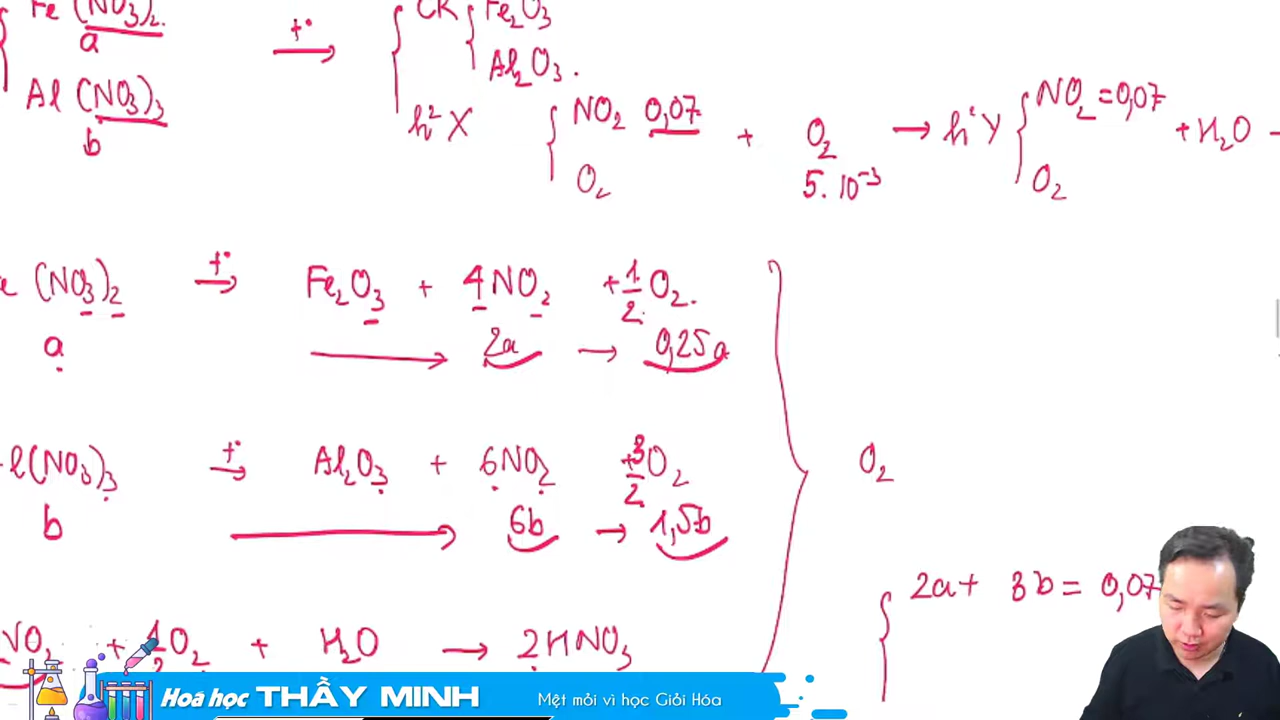 Fe (NO3)2
a
t°
CR { Fe2O3
Al2O3.
Al (NO3)3
b
h² X { NO2 0,07
O2
+ O2
5.10⁻³
→ h² Y { NO2 = 0,07
O2
+ H2O
(NO3)2 t° → Fe2O3 + 4NO2 + 1/2 O2.
a → 2a → 0,25a
l(NO3)3 t° → Al2O3 + 6NO2 + 3/2 O2
b → 6b → 1,5b
O2
2a + 3b = 0,07
NO2 + 1/2 O2 + H2O → 2HNO3
Hoá học THẦY MINH
Mệt mỏi vì học Giỏi Hóa